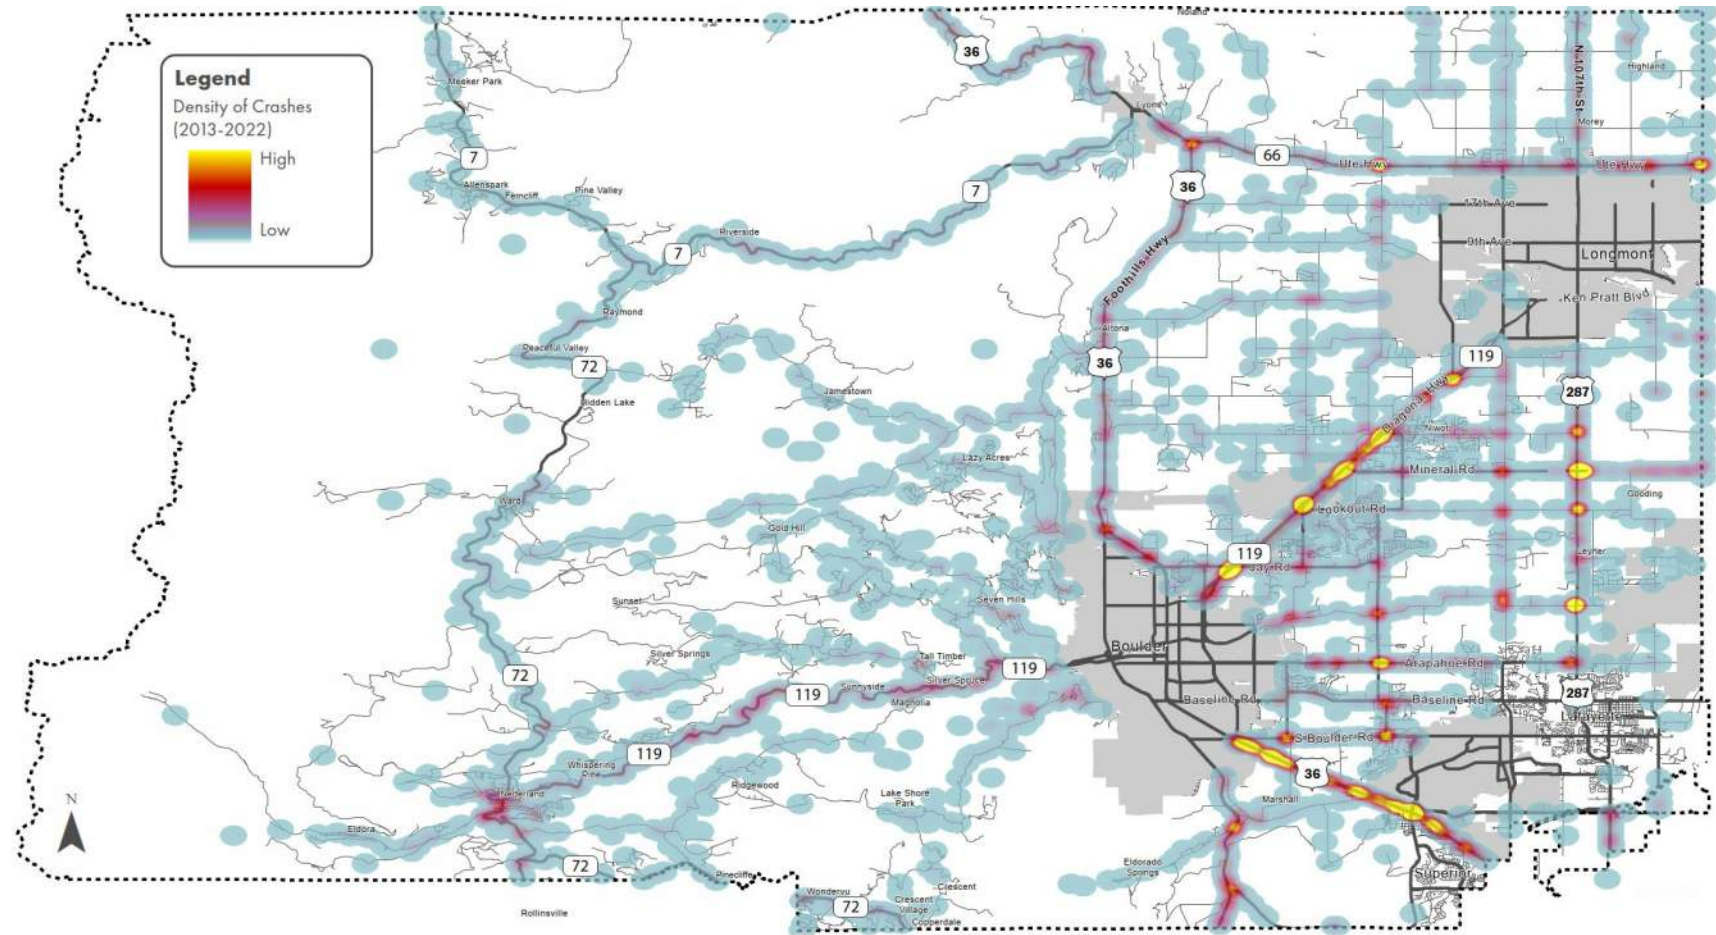 Legend
Density of Crashes
(2013-2022)
High
Low
Noland
36
Meeker Park
N 107th St
Highland
Lyons
Morey
7
66
Ute Hwy
Ute Hwy
Allenspark
Ferncliff
Pine Valley
7
36
17th Ave
Riverside
7
Foothills Hwy
9th Ave
Longmont
Ken Pratt Blvd
Raymond
Altona
Peaceful Valley
72
36
119
Jamestown
Hidden Lake
Diagonal Hwy
287
Niwot
Lazy Acres
Mineral Rd
Ward
Gooding
Gold Hill
Lookout Rd
119
Jay Rd
Leyner
Sunset
Seven Hills
Boulder
Silver Springs
Tall Timber
119
Arapahoe Rd
72
119
Sunnyside
Silver Spruce
Magnolia
Baseline Rd
Baseline Rd
287
Lafayette
S Boulder Rd
119
Whispering
Pine
36
N
Nederland
Ridgewood
Lake Shore
Park
Marshall
Eldora
72
Pinecliffe
Eldorado
Springs
Superior
Wondervu
Crescent
72
Crescent
Village
Copperdale
Rollinsville